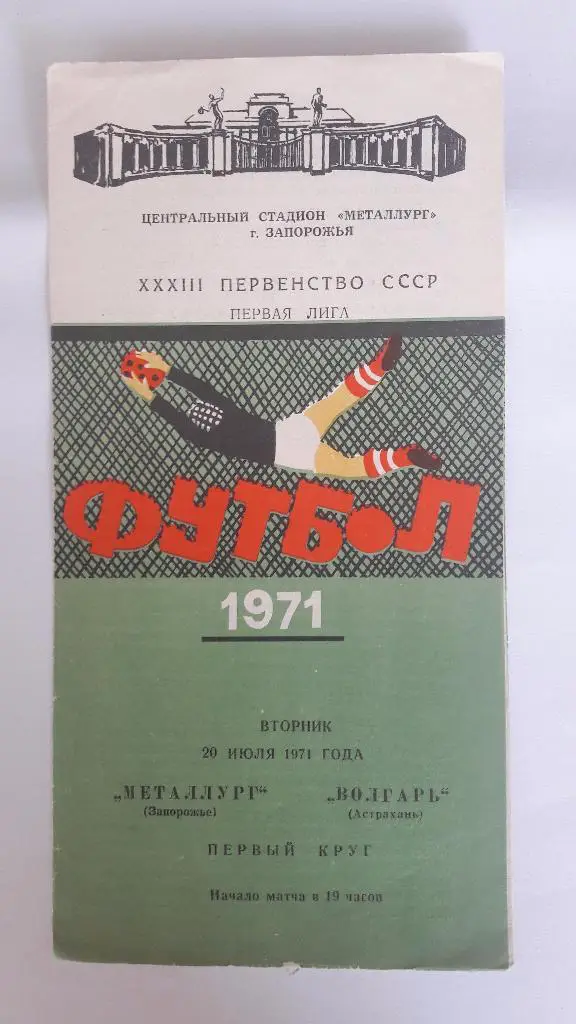 ЦЕНТРАЛЬНЫЙ СТАДИОН «МЕТАЛЛУРГ»
г. ЗАПОРОЖЬЯ
XXXIII ПЕРВЕНСТВО СССР
ПЕРВАЯ ЛИГА
ФУТБОЛ
1971
ВТОРНИК
20 ИЮЛЯ 1971 ГОДА
„МЕТАЛЛУРГ“ „ВОЛГАРЬ“
(Запорожье) (Астрахань)
ПЕРВЫЙ КРУГ
Начало матча в 19 часов